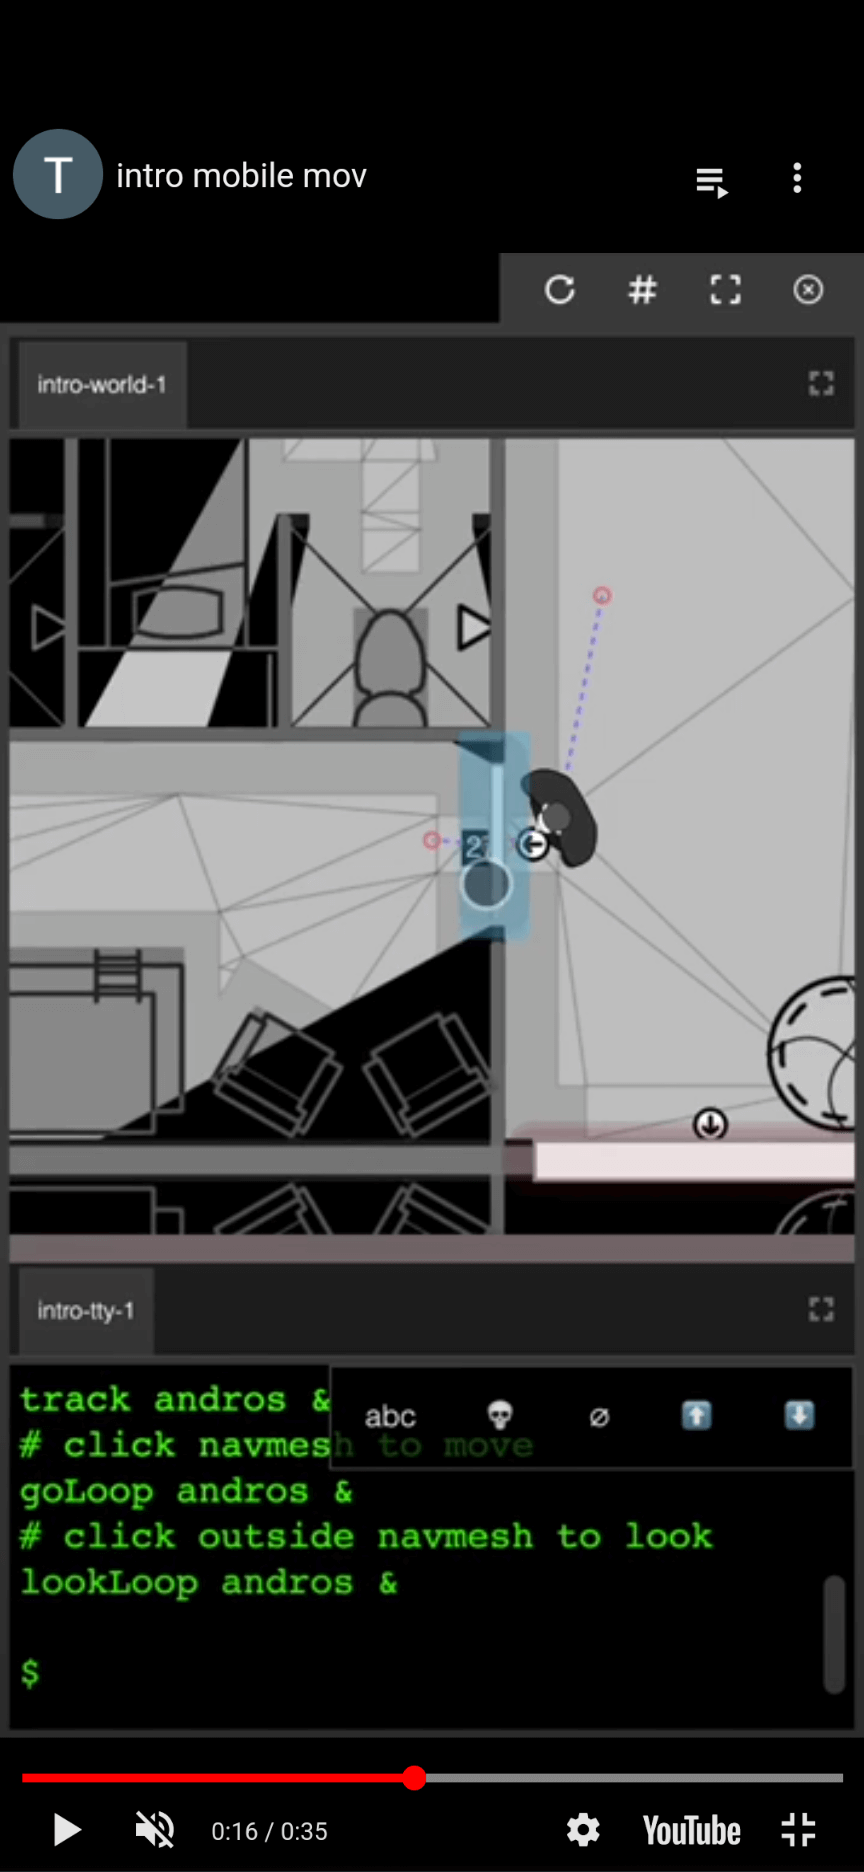 T
intro mobile mov
intro-world-1
intro-tty-1
track andros &
abc
# click navmesh to move
goLoop andros &
# click outside navmesh to look
lookLoop andros &
$
0:16 / 0:35
YouTube